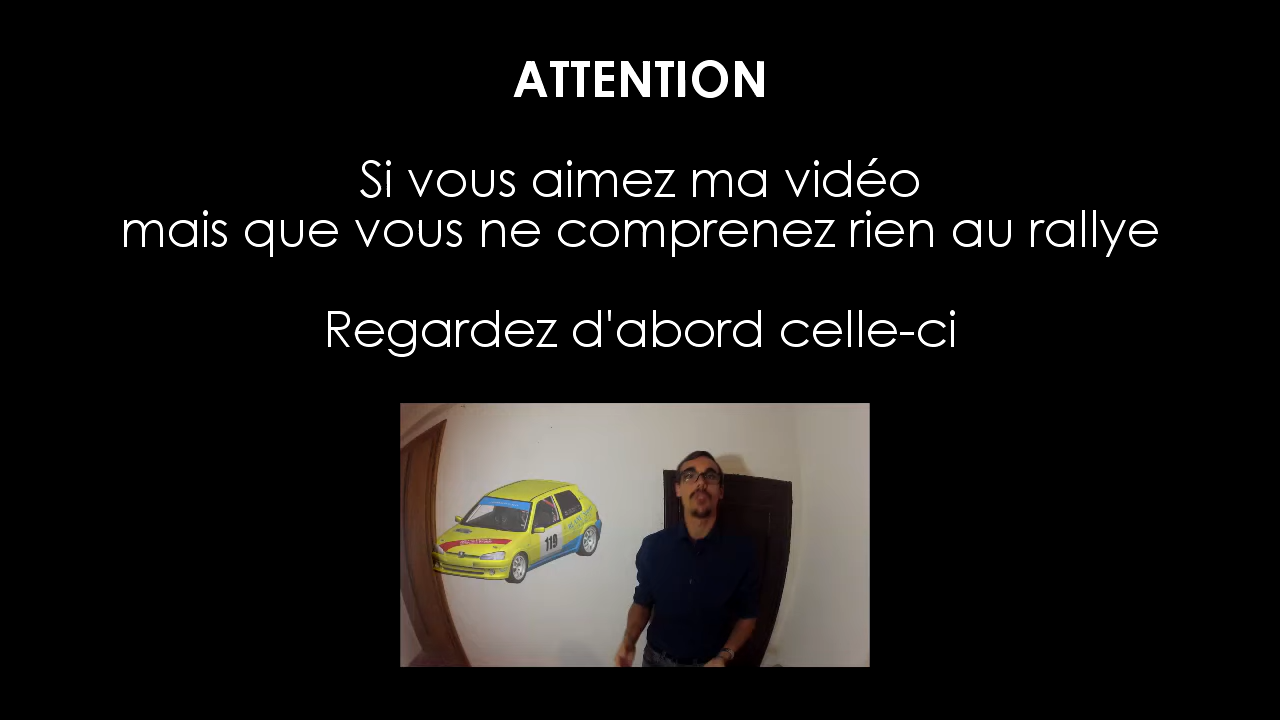 ATTENTION
Si vous aimez ma vidéo
mais que vous ne comprenez rien au rallye
Regardez d'abord celle-ci
119